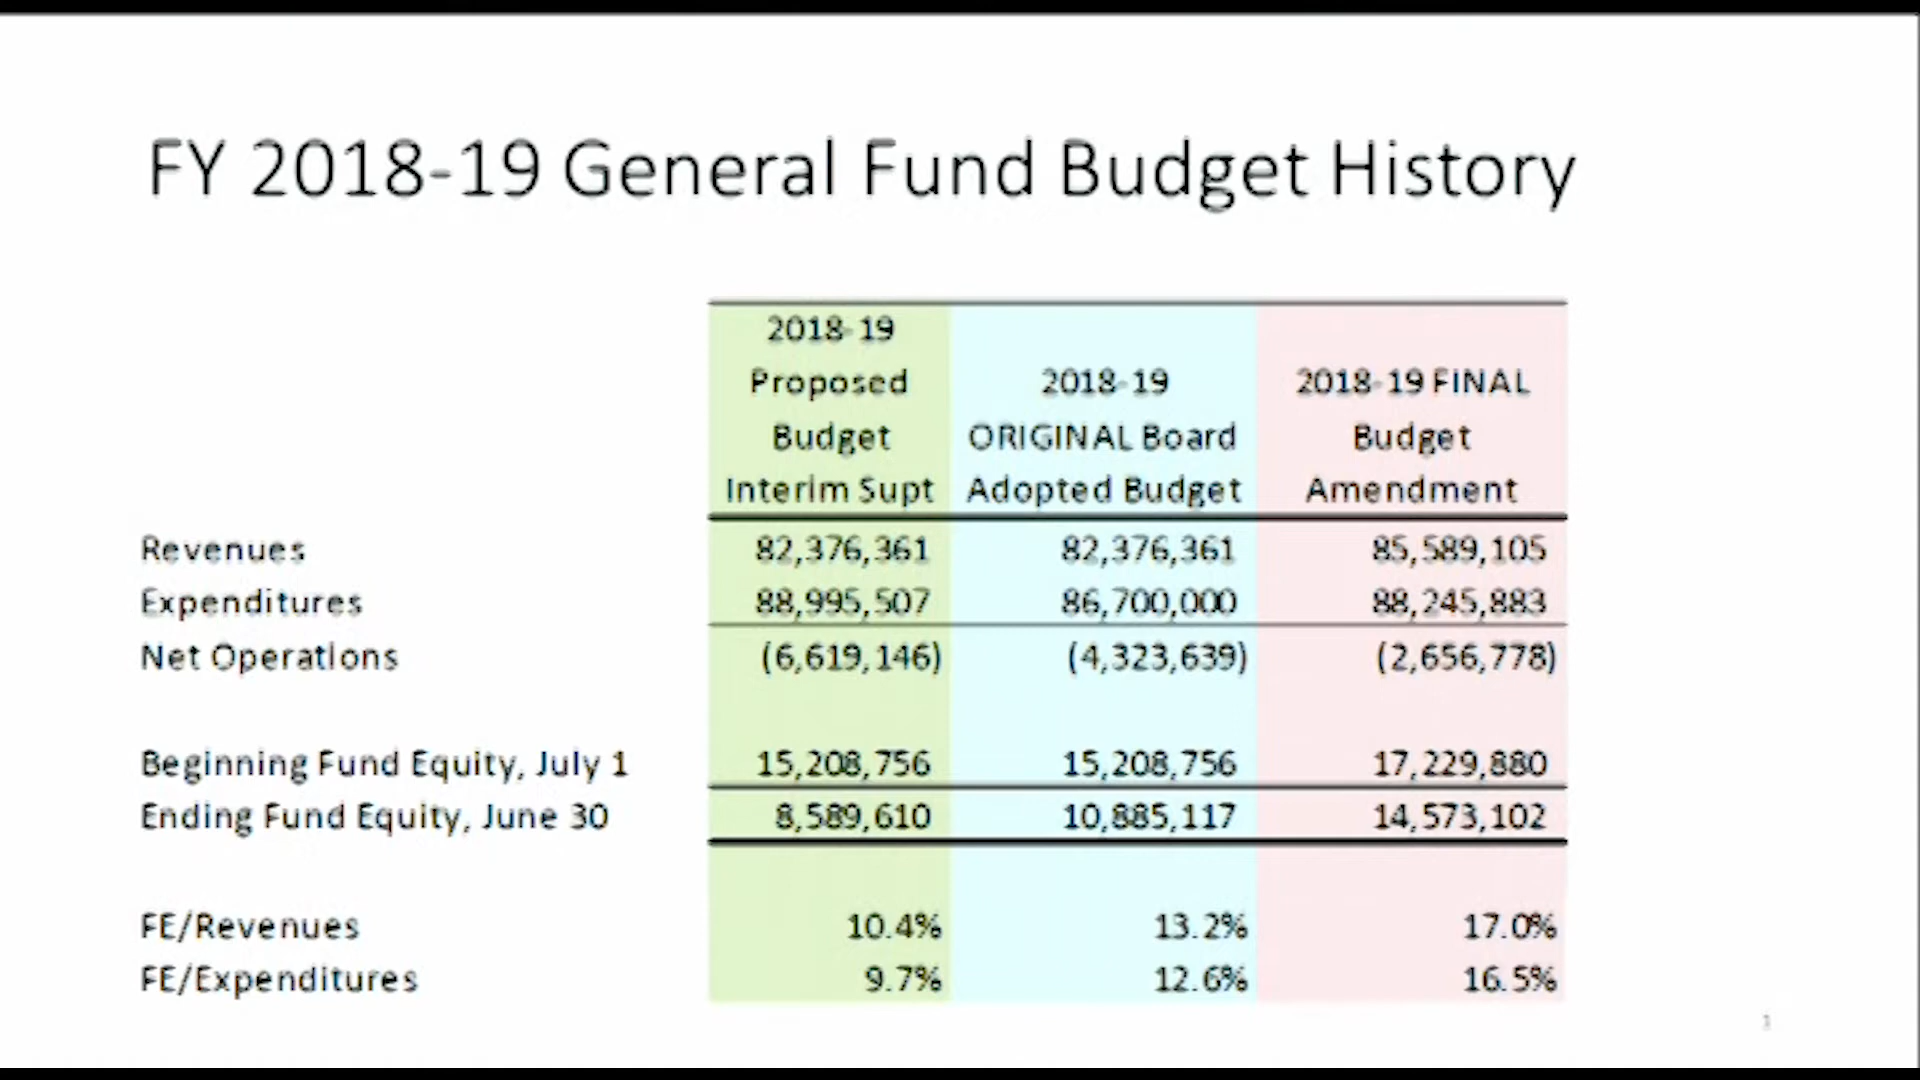 FY 2018-19 General Fund Budget History
2018-19
Proposed 2018-19 2018-19 FINAL
Budget ORIGINAL Board Budget
Interim Supt Adopted Budget Amendment
Revenues 82,376,361 82,376,361 85,589,105
Expenditures 88,995,507 86,700,000 88,245,883
Net Operations (6,619,146) (4,323,639) (2,656,778)
Beginning Fund Equity, July 1 15,208,756 15,208,756 17,229,880
Ending Fund Equity, June 30 8,589,610 10,885,117 14,573,102
FE/Revenues 10.4% 13.2% 17.0%
FE/Expenditures 9.7% 12.6% 16.5%